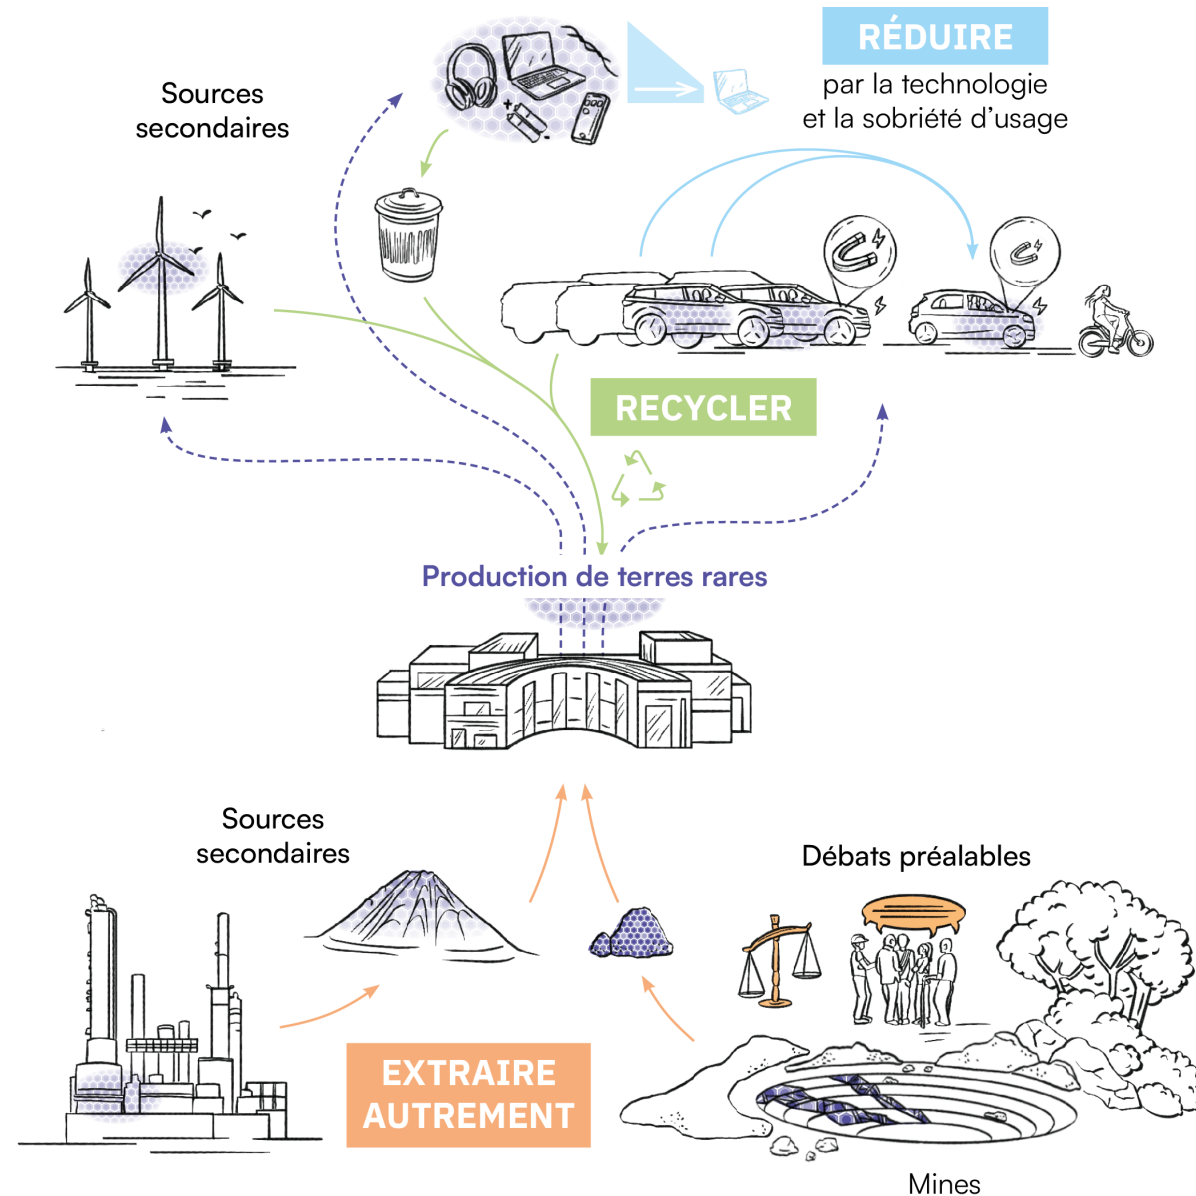 RÉDUIRE
par la technologie
et la sobriété d’usage
Sources
secondaires
RECYCLER
Production de terres rares
Sources
secondaires
Débats préalables
EXTRAIRE
AUTREMENT
Mines